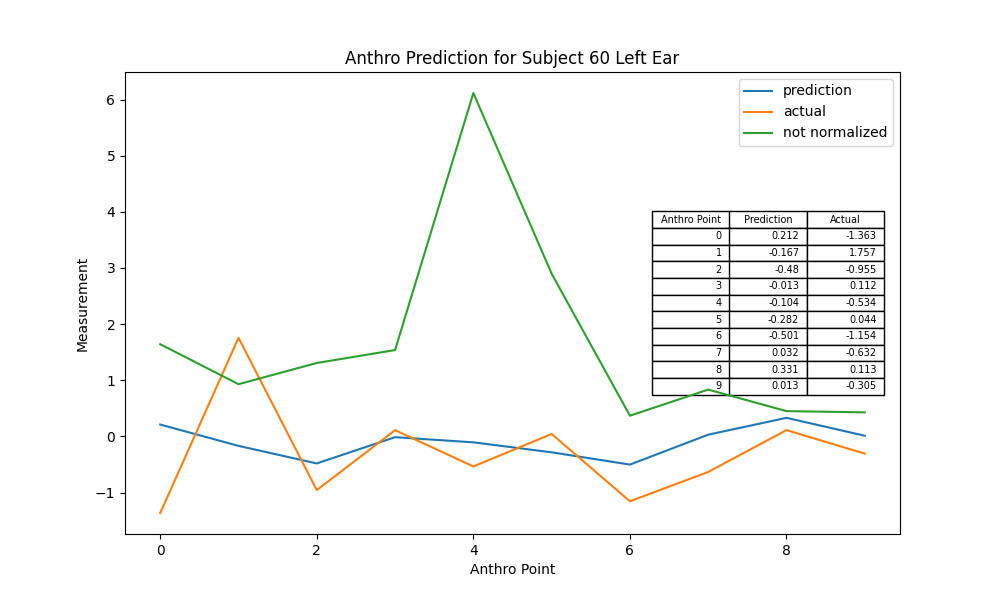 Anthro Prediction for Subject 60 Left Ear
prediction
actual
not normalized
6
5
4
3
2
1
0
−1
Measurement
Anthro Point Prediction Actual
0 0.212 -1.363
1 -0.167 1.757
2 -0.48 -0.955
3 -0.013 0.112
4 -0.104 -0.534
5 -0.282 0.044
6 -0.501 -1.154
7 0.032 -0.632
8 0.331 0.113
9 0.013 -0.305
0 2 4 6 8
Anthro Point